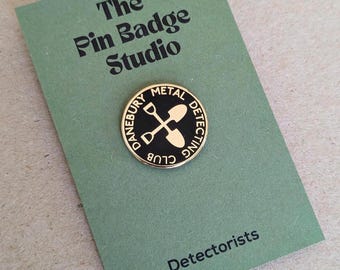 The
Pin Badge
Studio
DANEBURY METAL DETECTING CLUB
Detectorists